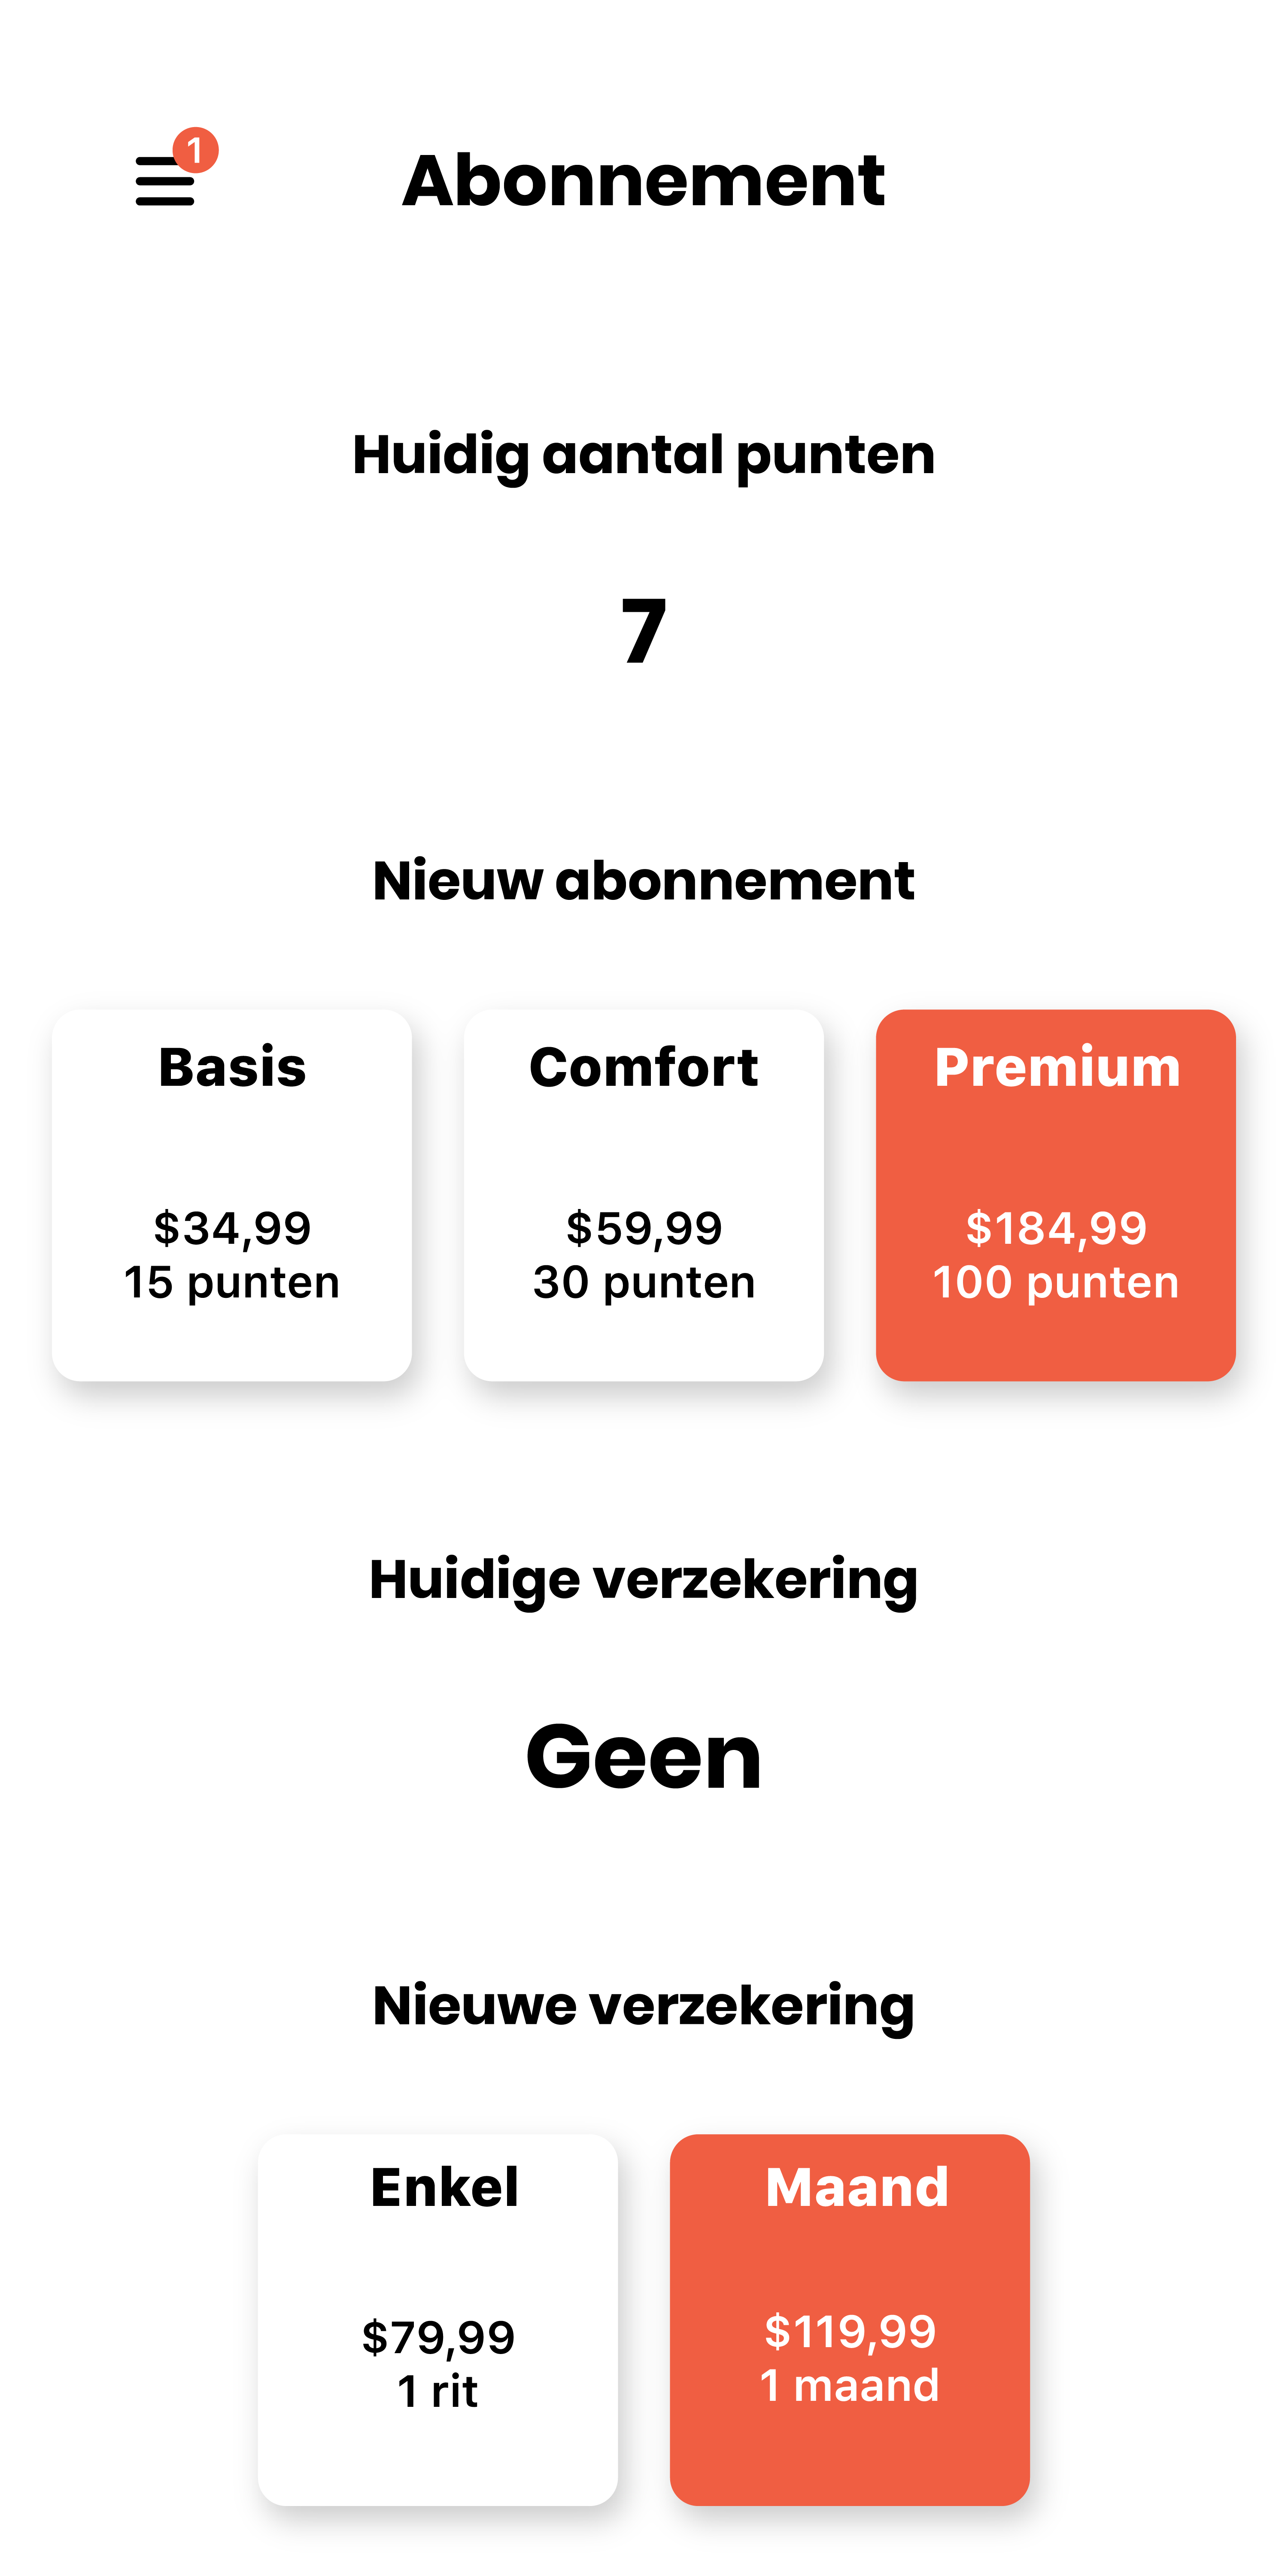 1
Abonnement
Huidig aantal punten
7
Nieuw abonnement
Basis
$34,99
15 punten
Comfort
$59,99
30 punten
Premium
$184,99
100 punten
Huidige verzekering
Geen
Nieuwe verzekering
Enkel
$79,99
1 rit
Maand
$119,99
1 maand